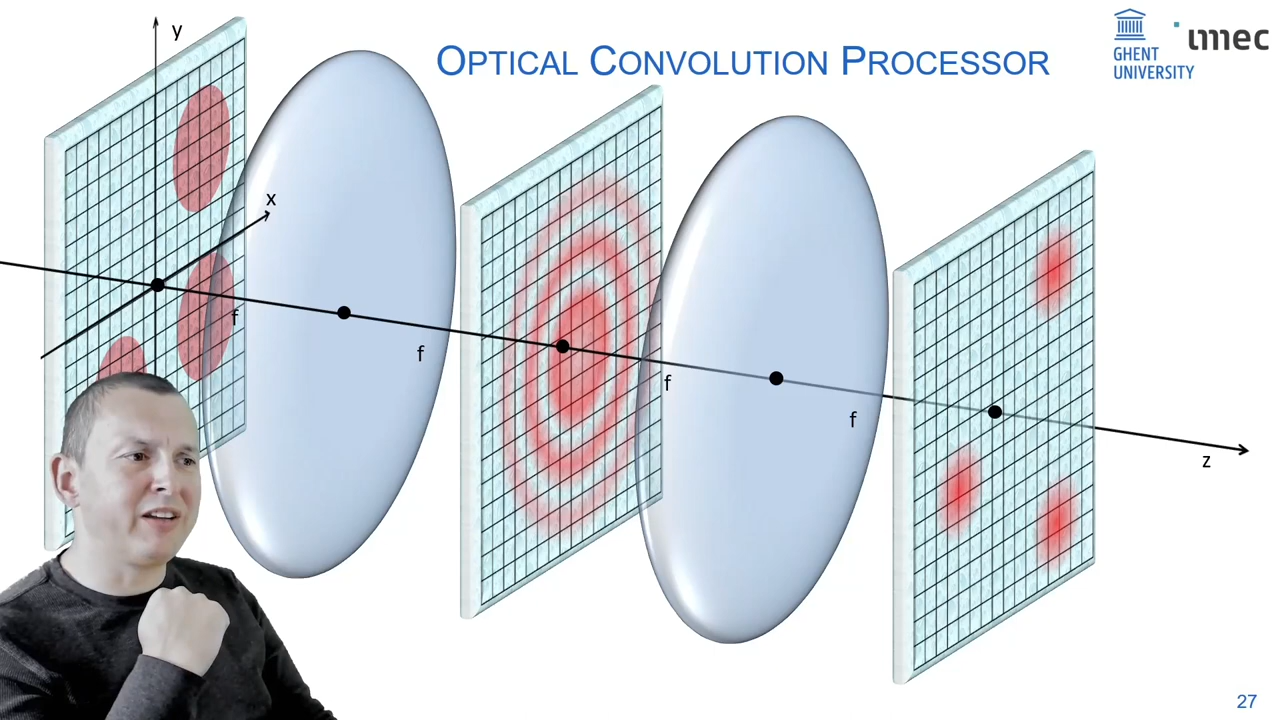 OPTICAL CONVOLUTION PROCESSOR
GHENT
UNIVERSITY
imec
y
x
f
f
f
f
z
27